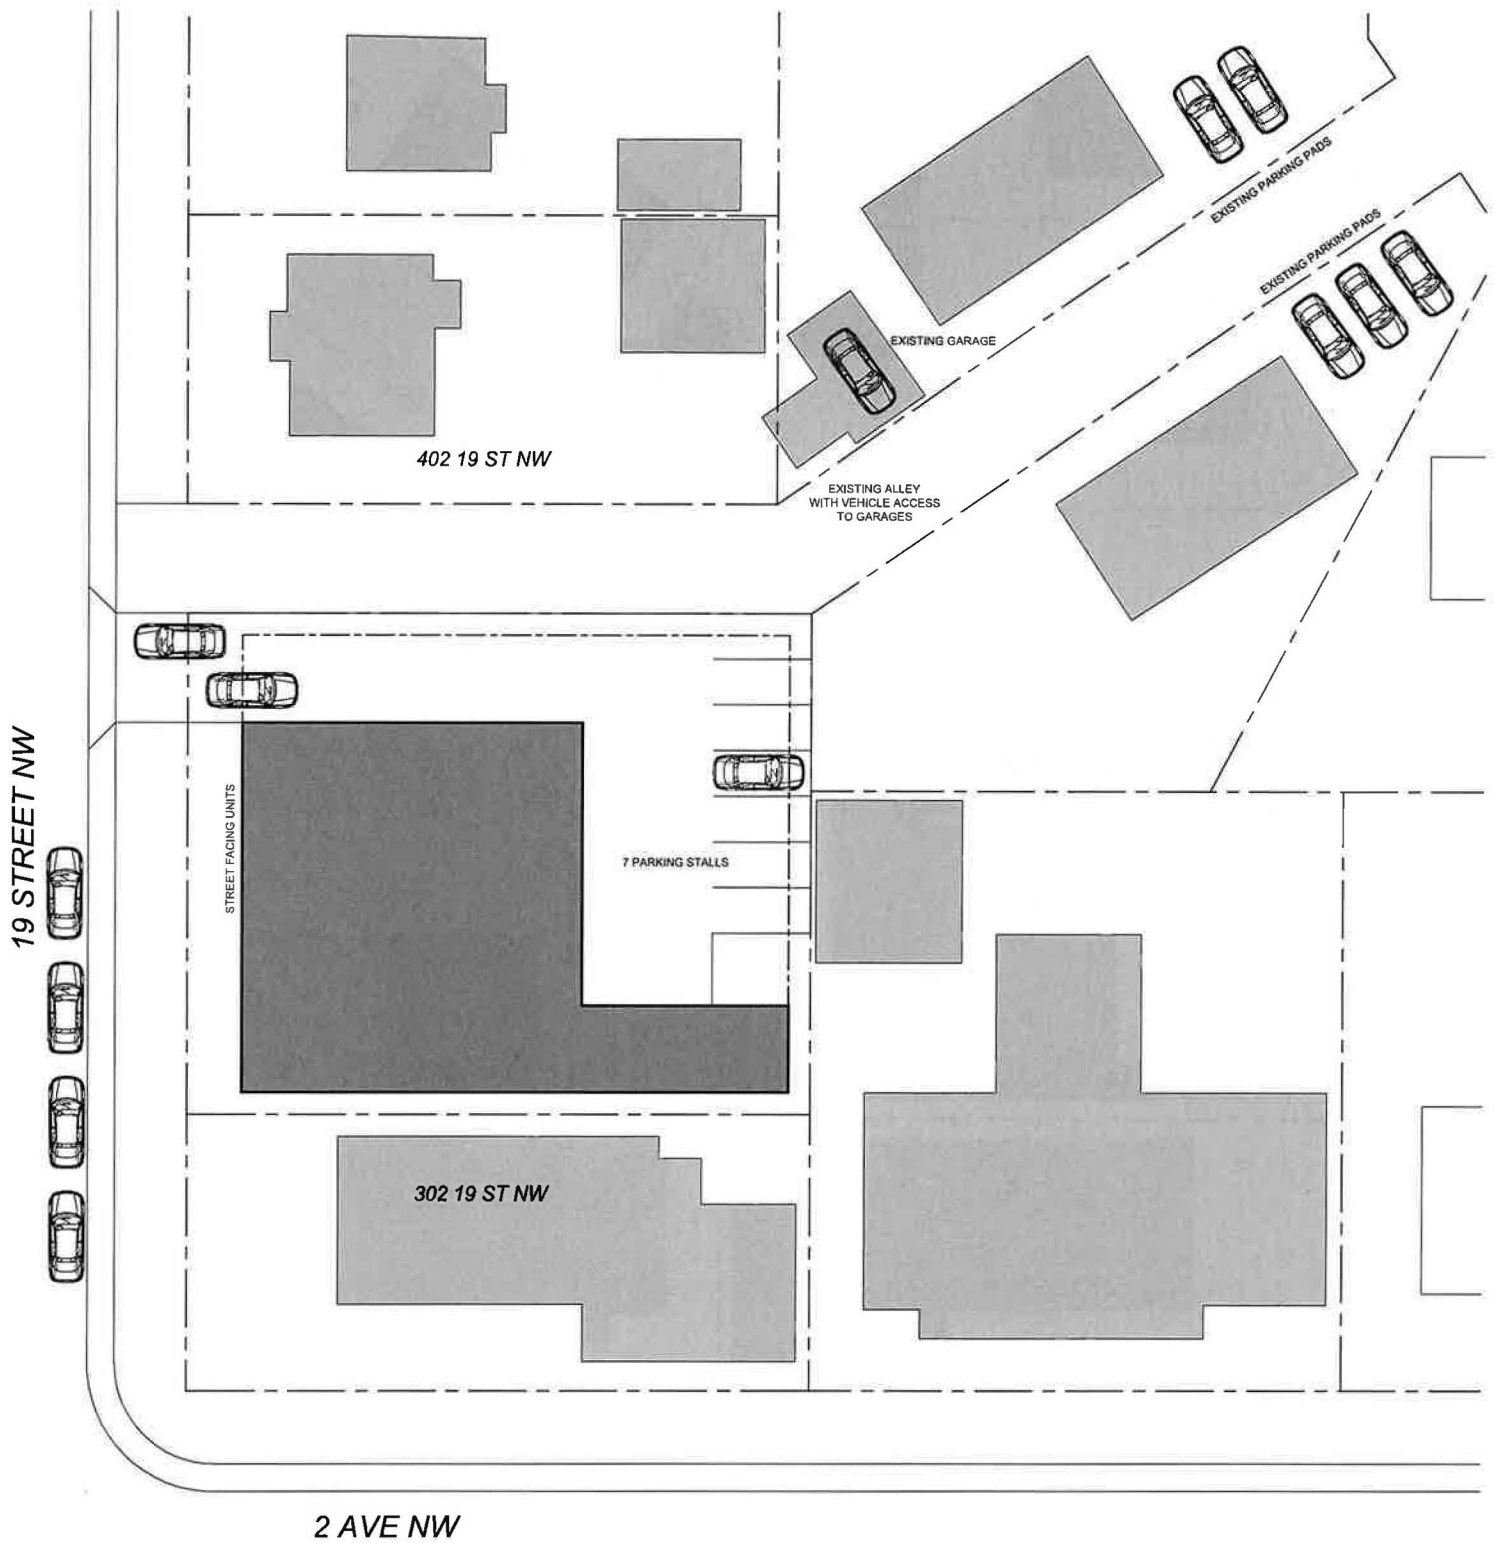 EXISTING PARKING PADS
EXISTING PARKING PADS
EXISTING GARAGE
402 19 ST NW
EXISTING ALLEY
WITH VEHICLE ACCESS
TO GARAGES
19 STREET NW
STREET FACING UNITS
7 PARKING STALLS
302 19 ST NW
2 AVE NW